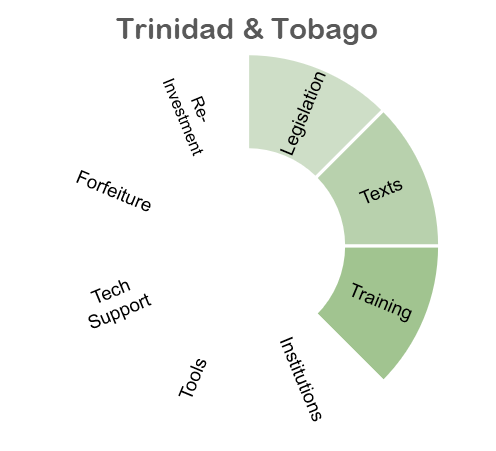 Trinidad & Tobago
Legislation
Texts
Training
Institutions
Tools
Tech
Support
Forfeiture
Re-
Investment